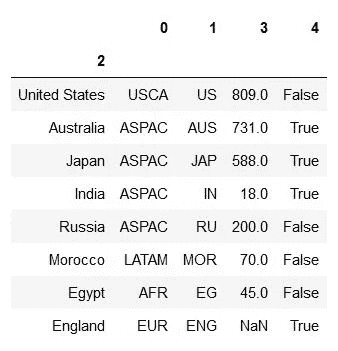 0 1 3 4
2
United States USCA US 809.0 False
Australia ASPAC AUS 731.0 True
Japan ASPAC JAP 588.0 True
India ASPAC IN 18.0 True
Russia ASPAC RU 200.0 False
Morocco LATAM MOR 70.0 False
Egypt AFR EG 45.0 False
England EUR ENG NaN True